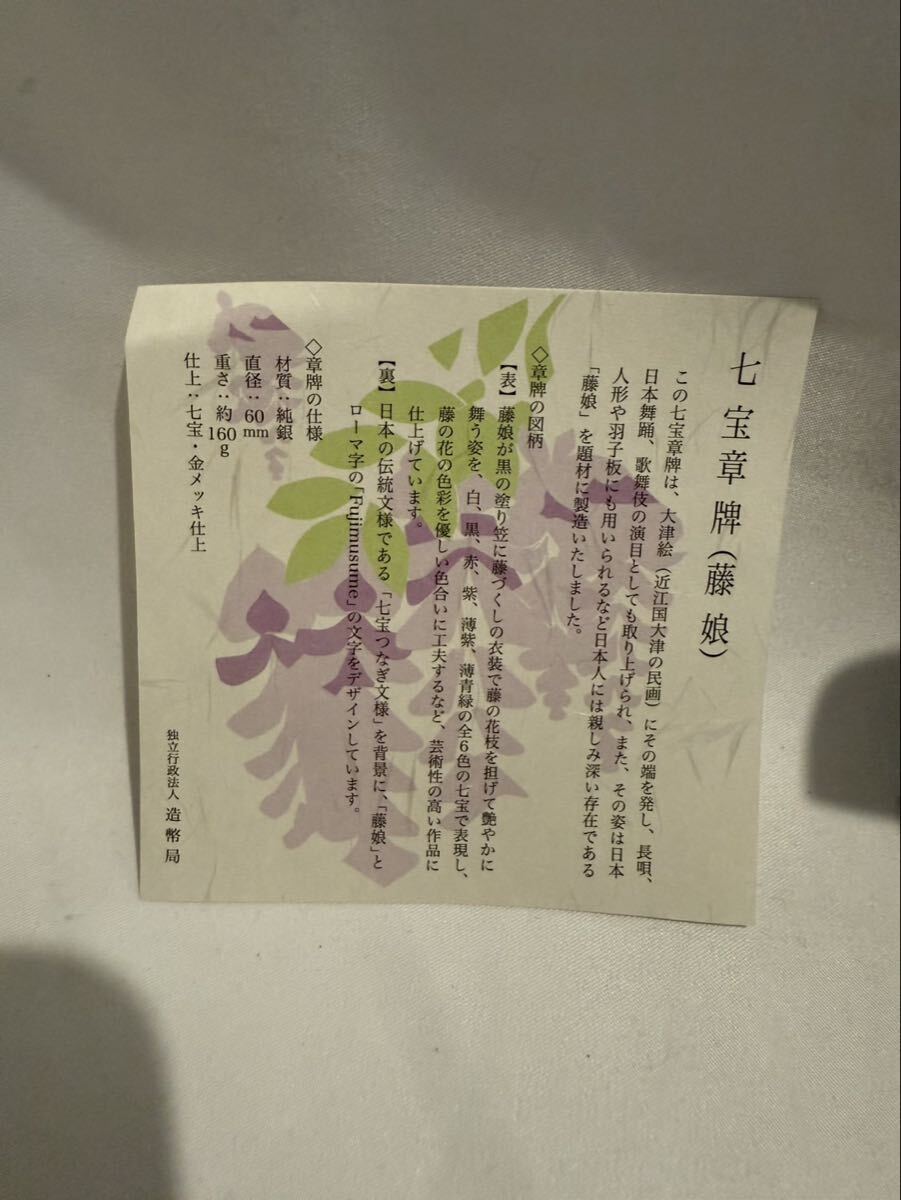 七宝章牌（藤娘）
この七宝章牌は、大津絵（近江国大津の民画）にその端を発し、長唄、
日本舞踊、歌舞伎の演目としても取り上げられ、また、その姿は日本
人形や羽子板にも用いられるなど日本人には親しみ深い存在である
「藤娘」を題材に製造いたしました。
◇章牌の図柄
【表】藤娘が黒の塗り笠に藤づくしの衣装で藤の花枝を担げて艶やかに
舞う姿を、白、黒、赤、紫、薄紫、薄青緑の全6色の七宝で表現し、
藤の花の色彩を優しい色合いに工夫するなど、芸術性の高い作品に
仕上げています。
【裏】日本の伝統文様である「七宝つなぎ文様」を背景に、「藤娘」と
ローマ字の「Fujimusume」の文字をデザインしています。
◇章牌の仕様
材質：純銀
直径：60mm
重さ：約160g
仕上：七宝・金メッキ仕上
独立行政法人 造幣局